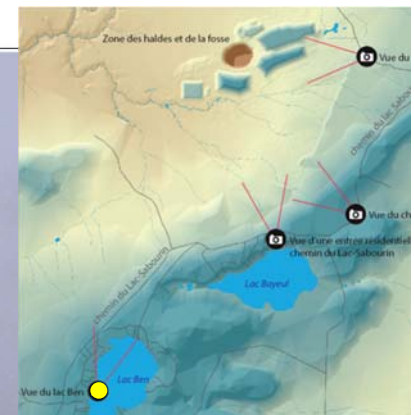 Zone des haldes et de la fosse
Vue du
chemin du lac Sabourin
Vue du ch
Vue d'une entrée résidentiell
chemin du Lac-Sabourin
Lac Bayeul
chemin du Lac-Sabourin
Lac Ben
Vue du lac Ben